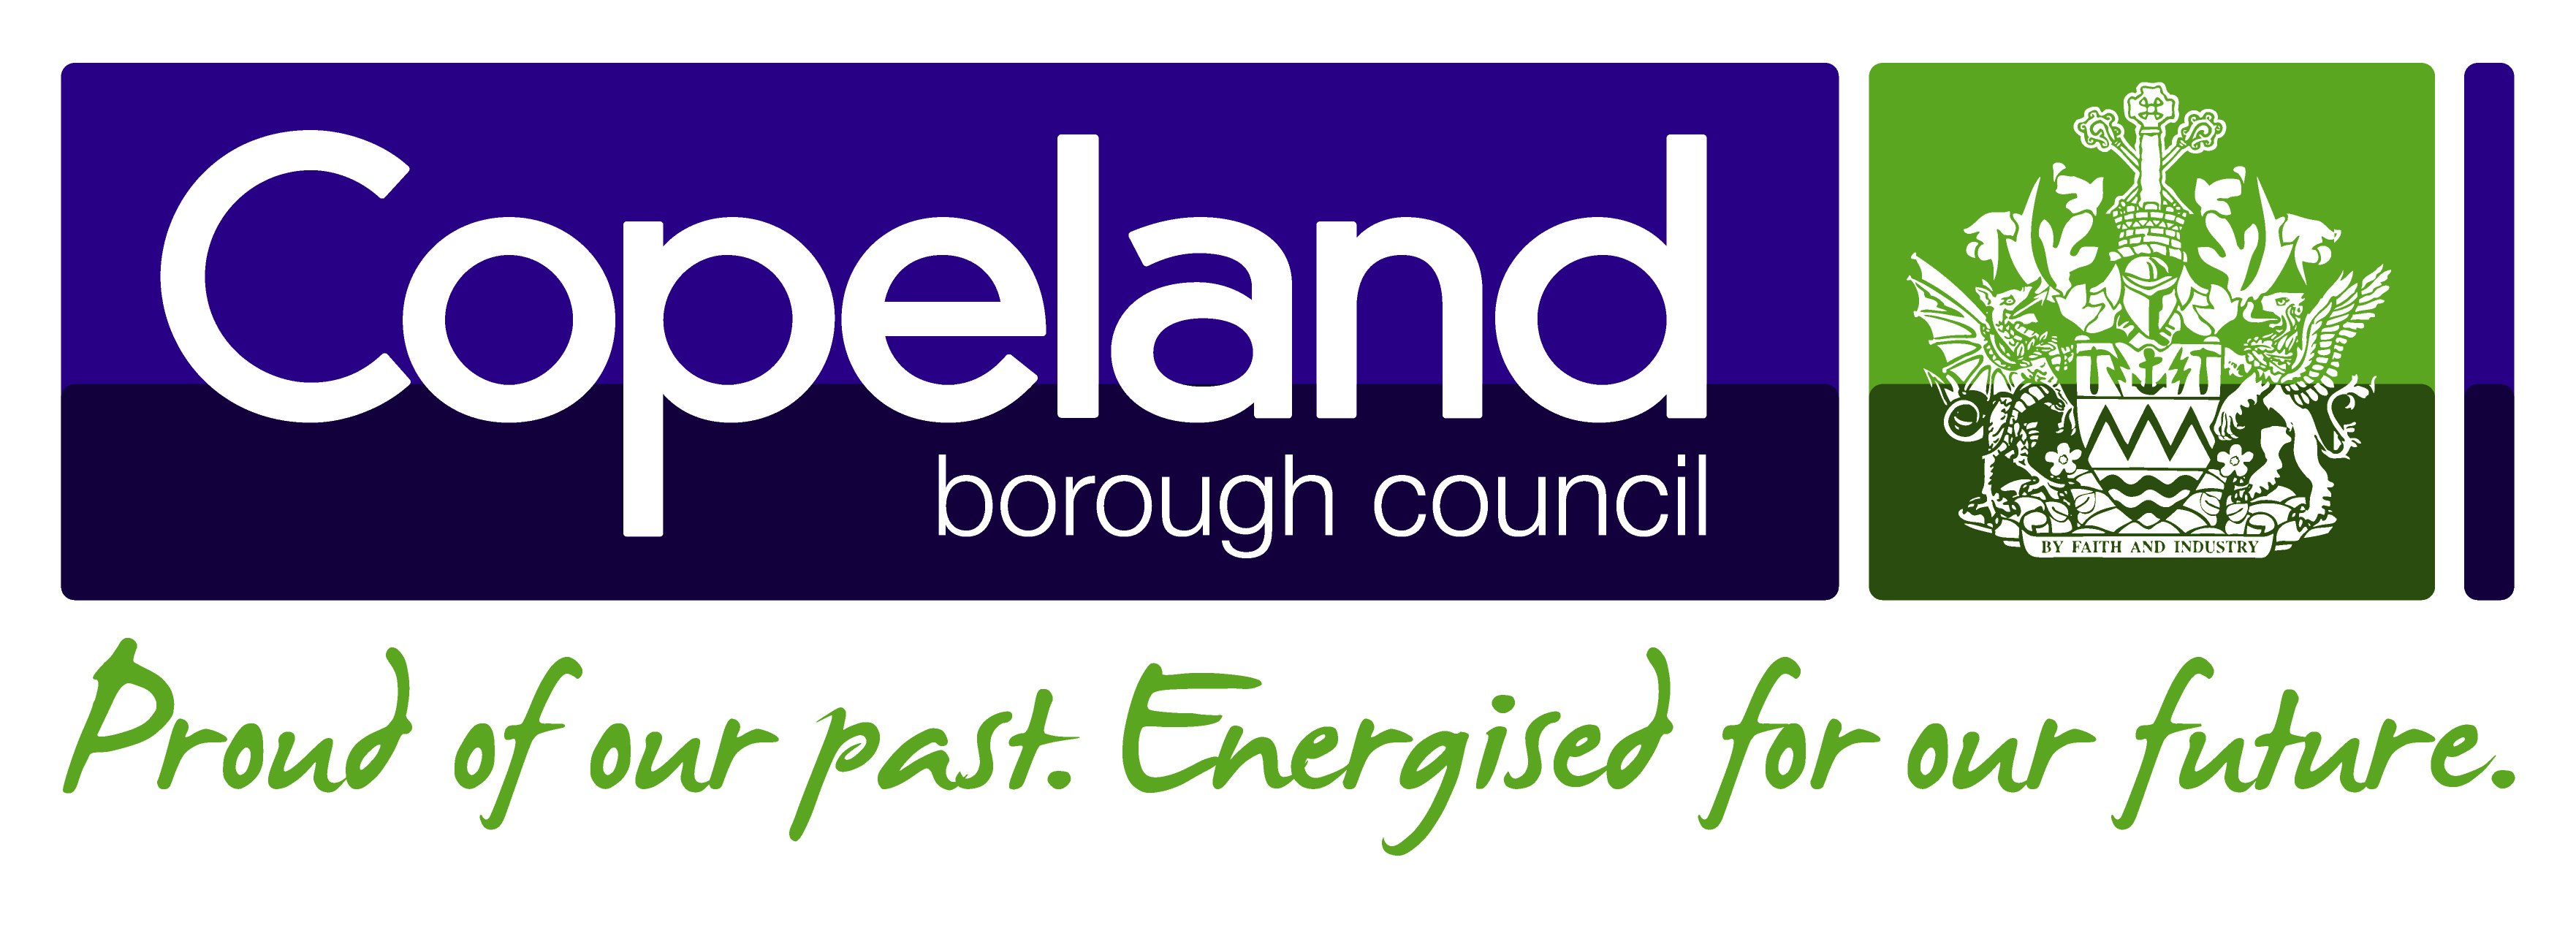 Copeland
borough council
BY FAITH AND INDUSTRY
Proud of our past. Energised for our future.